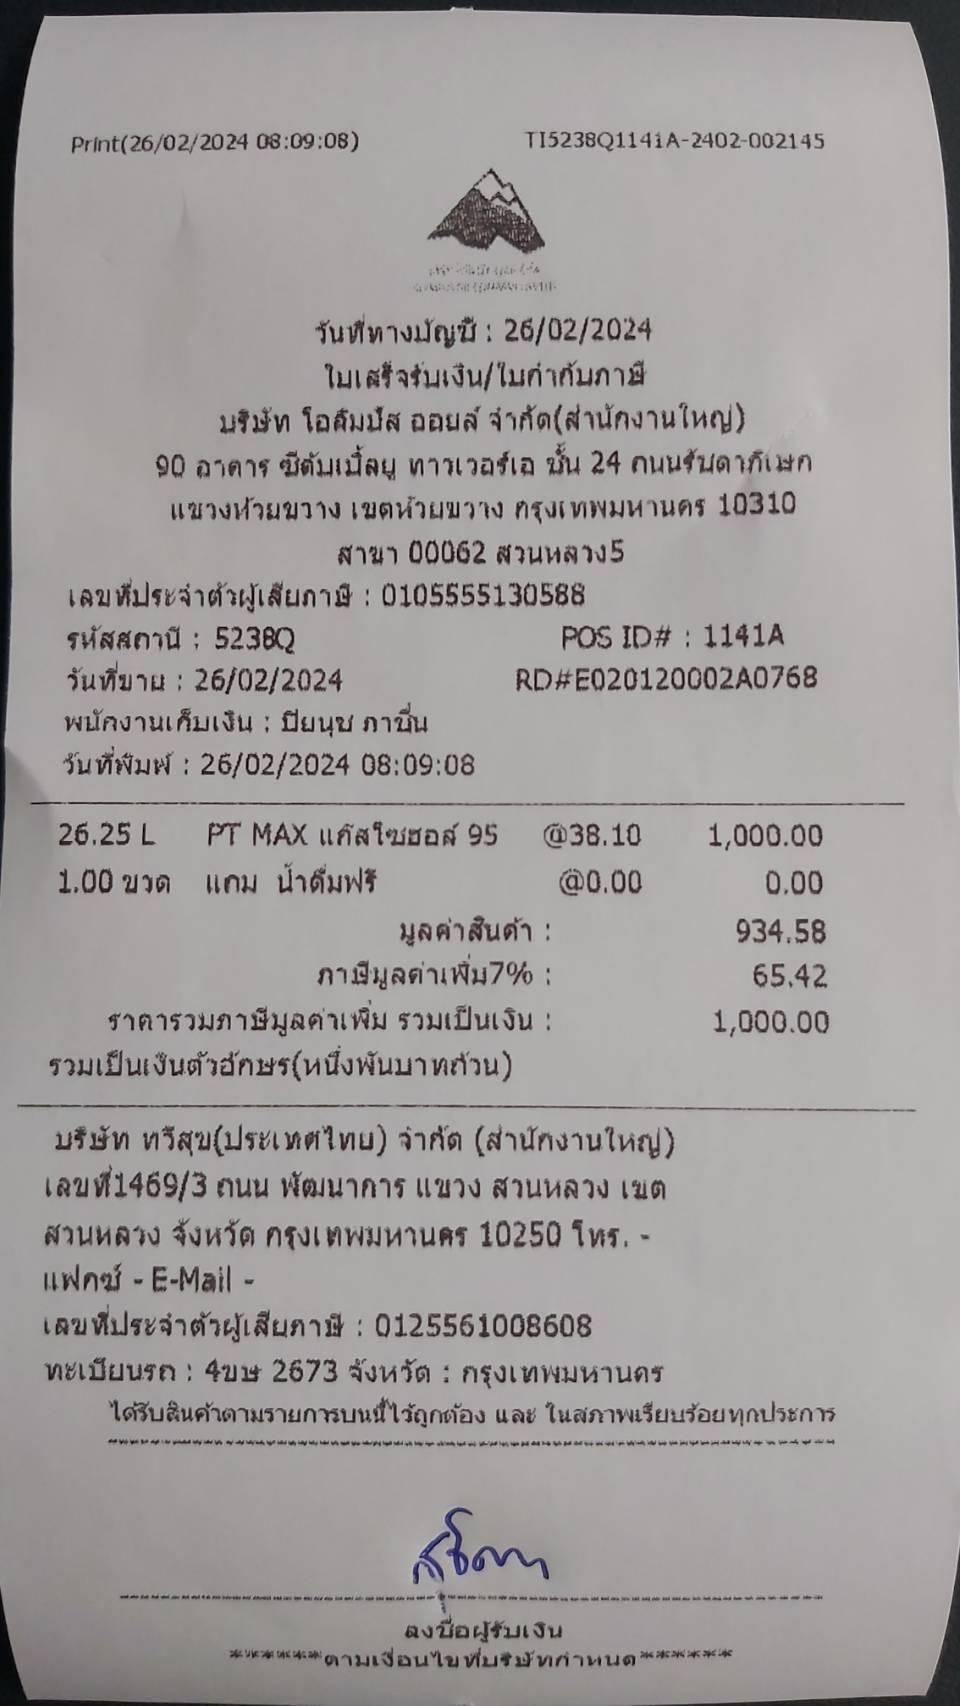 Print(26/02/2024 08:09:08) TI5238Q1141A-2402-002145
วันที่ทางบัญชี : 26/02/2024
ใบเสร็จรับเงิน/ใบกำกับภาษี
บริษัท โอลิมปัส ออยล์ จำกัด(สำนักงานใหญ่)
90 อาคาร ซีดับเบิ้ลยู ทาวเวอร์เอ ชั้น 24 ถนนรัชดาภิเษก
แขวงห้วยขวาง เขตห้วยขวาง กรุงเทพมหานคร 10310
สาขา 00062 สวนหลวง5
เลขที่ประจำตัวผู้เสียภาษี : 0105555130588
รหัสสถานี : 5238Q POS ID# : 1141A
วันที่ขาย : 26/02/2024 RD#E020120002A0768
พนักงานเก็บเงิน : ปิยนุช ภาชื่น
วันที่พิมพ์ : 26/02/2024 08:09:08
26.25 L PT MAX แก๊สโซฮอล์ 95 @38.10 1,000.00
1.00 ขวด แถม น้ำดื่มฟรี @0.00 0.00
มูลค่าสินค้า : 934.58
ภาษีมูลค่าเพิ่ม7% : 65.42
ราคารวมภาษีมูลค่าเพิ่ม รวมเป็นเงิน : 1,000.00
รวมเป็นเงินตัวอักษร(หนึ่งพันบาทถ้วน)
บริษัท ทวีสุข(ประเทศไทย) จำกัด (สำนักงานใหญ่)
เลขที่1469/3 ถนน พัฒนาการ แขวง สวนหลวง เขต
สวนหลวง จังหวัด กรุงเทพมหานคร 10250 โทร. -
แฟกซ์ - E-Mail -
เลขที่ประจำตัวผู้เสียภาษี : 0125561008608
ทะเบียนรถ : 4ขษ 2673 จังหวัด : กรุงเทพมหานคร
ได้รับสินค้าตามรายการบนนี้ไว้ถูกต้อง และ ในสภาพเรียบร้อยทุกประการ
ลงชื่อผู้รับเงิน
******ตามเงื่อนไขที่บริษัทกำหนด******